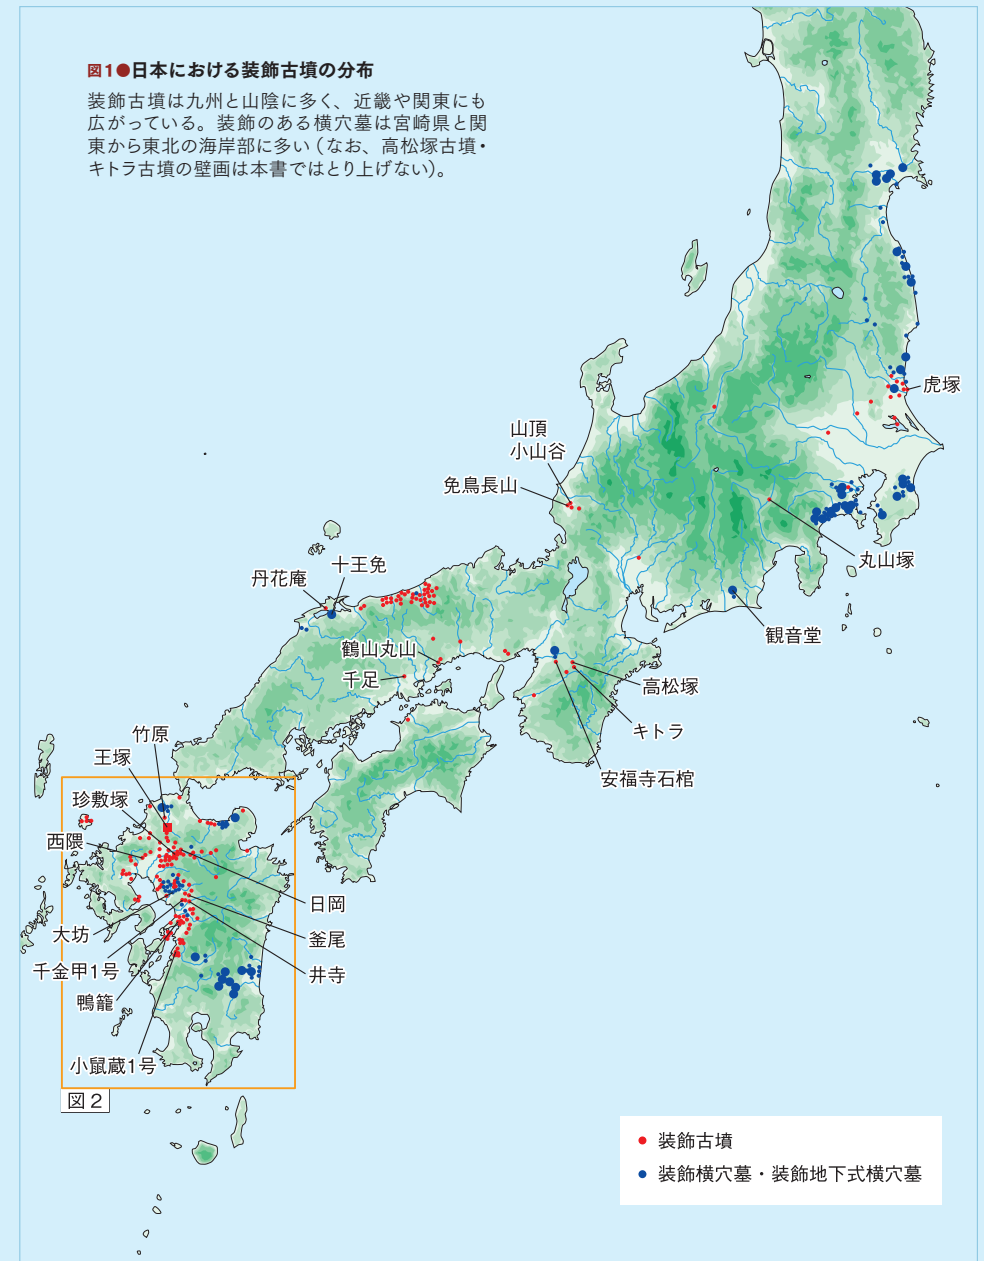 図1●日本における装飾古墳の分布
装飾古墳は九州と山陰に多く、近畿や関東にも
広がっている。装飾のある横穴墓は宮崎県と関
東から東北の海岸部に多い（なお、高松塚古墳・
キトラ古墳の壁画は本書ではとり上げない）。
虎塚
山頂
小山谷
免鳥長山
丸山塚
十王免
丹花庵
観音堂
鶴山丸山
千足
高松塚
キトラ
竹原
王塚
安福寺石棺
珍敷塚
西隈
日岡
大坊
釜尾
千金甲1号
井寺
鴨籠
小鼠蔵1号
図2
装飾古墳
装飾横穴墓・装飾地下式横穴墓